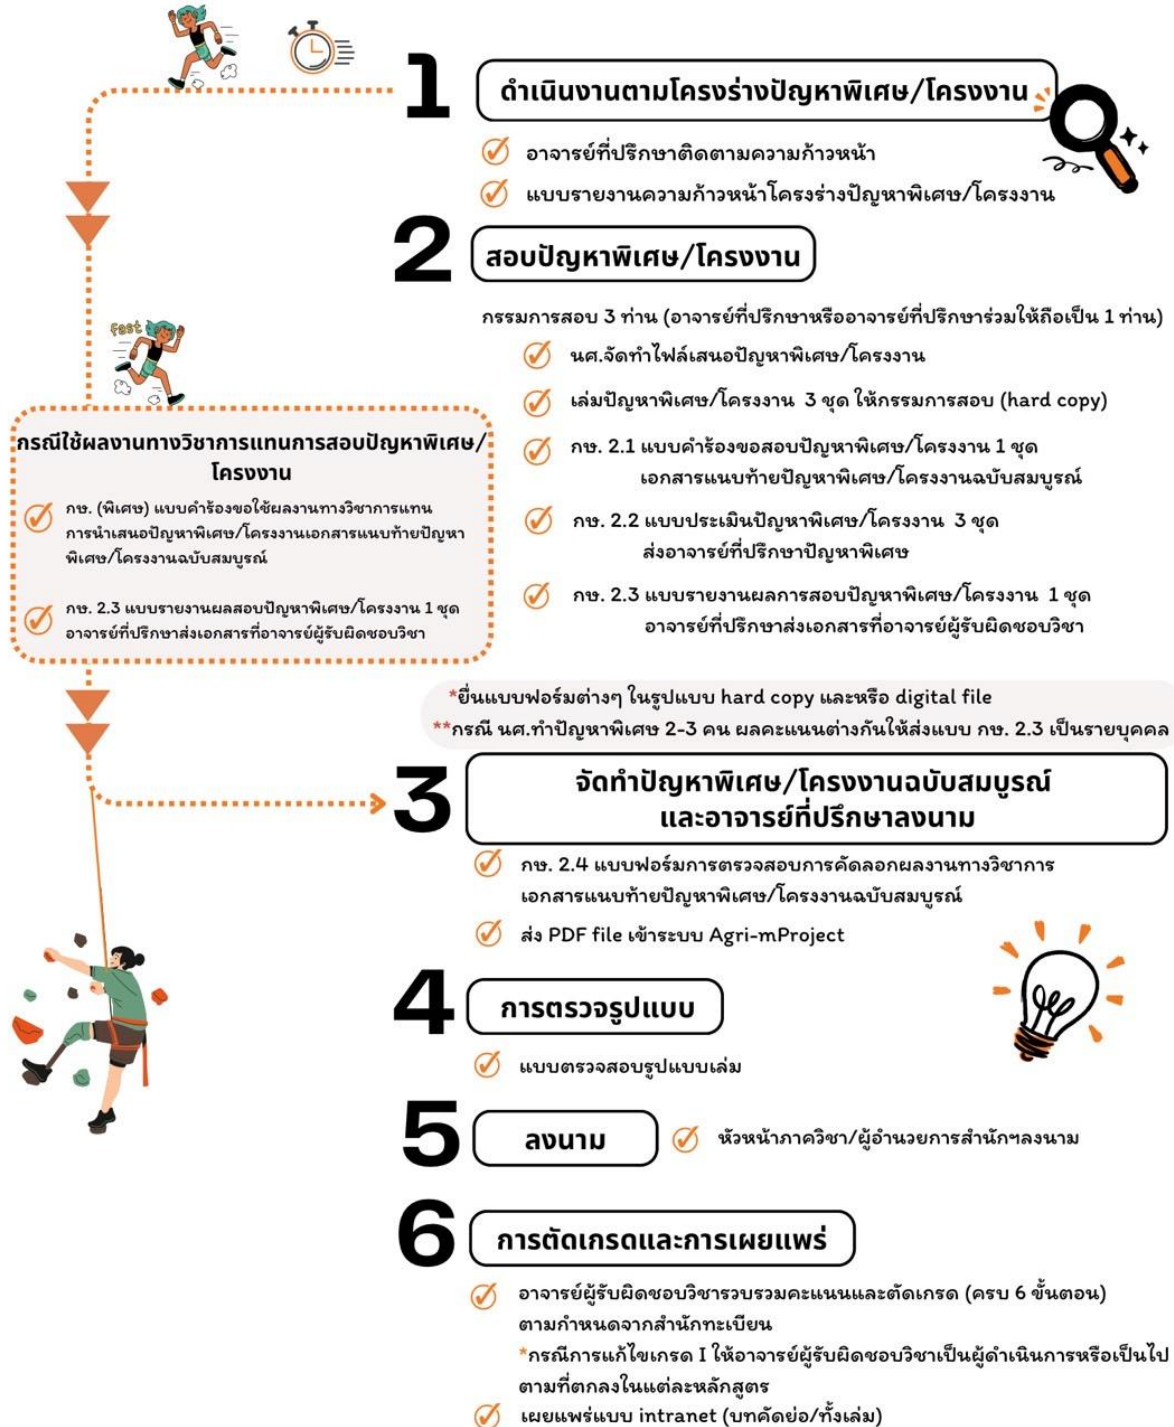 1
ดำเนินงานตามโครงร่างปัญหาพิเศษ/โครงงาน
อาจารย์ที่ปรึกษาติดตามความก้าวหน้า
แบบรายงานความก้าวหน้าโครงร่างปัญหาพิเศษ/โครงงาน
2
สอบปัญหาพิเศษ/โครงงาน
กรรมการสอบ 3 ท่าน (อาจารย์ที่ปรึกษาหรืออาจารย์ที่ปรึกษาร่วมให้ถือเป็น 1 ท่าน)
นศ.จัดทำไฟล์เสนอปัญหาพิเศษ/โครงงาน
เล่มปัญหาพิเศษ/โครงงาน 3 ชุด ให้กรรมการสอบ (hard copy)
กษ. 2.1 แบบคำร้องขอสอบปัญหาพิเศษ/โครงงาน 1 ชุด
เอกสารแนบท้ายปัญหาพิเศษ/โครงงานฉบับสมบูรณ์
กษ. 2.2 แบบประเมินปัญหาพิเศษ/โครงงาน 3 ชุด
ส่งอาจารย์ที่ปรึกษาปัญหาพิเศษ
กษ. 2.3 แบบรายงานผลการสอบปัญหาพิเศษ/โครงงาน 1 ชุด
อาจารย์ที่ปรึกษาส่งเอกสารที่อาจารย์ผู้รับผิดชอบวิชา
fast
กรณีใช้ผลงานทางวิชาการแทนการสอบปัญหาพิเศษ/
โครงงาน
กษ. (พิเศษ) แบบคำร้องขอใช้ผลงานทางวิชาการแทน
การนำเสนอปัญหาพิเศษ/โครงงานเอกสารแนบท้ายปัญหา
พิเศษ/โครงงานฉบับสมบูรณ์
กษ. 2.3 แบบรายงานผลสอบปัญหาพิเศษ/โครงงาน 1 ชุด
อาจารย์ที่ปรึกษาส่งเอกสารที่อาจารย์ผู้รับผิดชอบวิชา
*ยื่นแบบฟอร์มต่างๆ ในรูปแบบ hard copy และหรือ digital file
**กรณี นศ.ทำปัญหาพิเศษ 2-3 คน ผลคะแนนต่างกันให้ส่งแบบ กษ. 2.3 เป็นรายบุคคล
3
จัดทำปัญหาพิเศษ/โครงงานฉบับสมบูรณ์
และอาจารย์ที่ปรึกษาลงนาม
กษ. 2.4 แบบฟอร์มการตรวจสอบการคัดลอกผลงานทางวิชาการ
เอกสารแนบท้ายปัญหาพิเศษ/โครงงานฉบับสมบูรณ์
ส่ง PDF file เข้าระบบ Agri-mProject
4
การตรวจรูปแบบ
แบบตรวจสอบรูปแบบเล่ม
5
ลงนาม
หัวหน้าภาควิชา/ผู้อำนวยการสำนักฯลงนาม
6
การตัดเกรดและการเผยแพร่
อาจารย์ผู้รับผิดชอบวิชารวบรวมคะแนนและตัดเกรด (ครบ 6 ขั้นตอน)
ตามกำหนดจากสำนักทะเบียน
*กรณีการแก้ไขเกรด I ให้อาจารย์ผู้รับผิดชอบวิชาเป็นผู้ดำเนินการหรือเป็นไป
ตามที่ตกลงในแต่ละหลักสูตร
เผยแพร่แบบ intranet (บทคัดย่อ/ทั้งเล่ม)